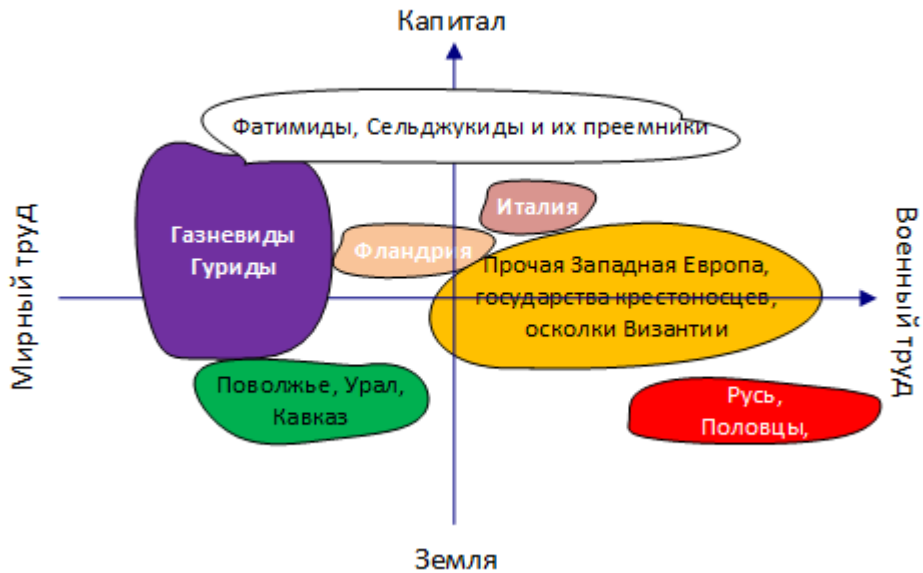 Капитал
Фатимиды, Сельджукиды и их преемники
Италия
Газневиды
Гуриды
Фландрия
Прочая Западная Европа,
государства крестоносцев,
осколки Византии
Мирный труд
Военный труд
Поволжье, Урал,
Кавказ
Русь,
Половцы,
Земля